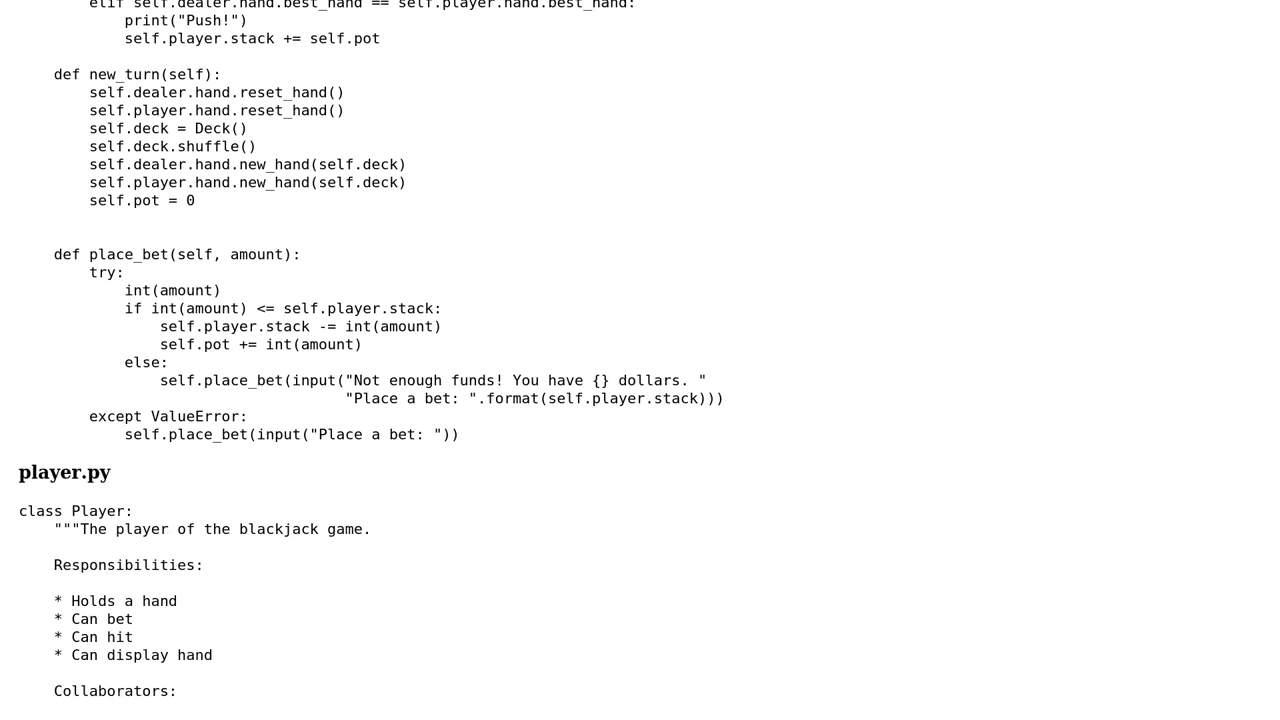 elif self.dealer.hand.best_hand == self.player.hand.best_hand:
            print("Push!")
            self.player.stack += self.pot

    def new_turn(self):
        self.dealer.hand.reset_hand()
        self.player.hand.reset_hand()
        self.deck = Deck()
        self.deck.shuffle()
        self.dealer.hand.new_hand(self.deck)
        self.player.hand.new_hand(self.deck)
        self.pot = 0


    def place_bet(self, amount):
        try:
            int(amount)
            if int(amount) <= self.player.stack:
                self.player.stack -= int(amount)
                self.pot += int(amount)
            else:
                self.place_bet(input("Not enough funds! You have {} dollars. "
                                     "Place a bet: ".format(self.player.stack)))
        except ValueError:
            self.place_bet(input("Place a bet: "))

player.py

class Player:
    """The player of the blackjack game.

    Responsibilities:

    * Holds a hand
    * Can bet
    * Can hit
    * Can display hand

    Collaborators: